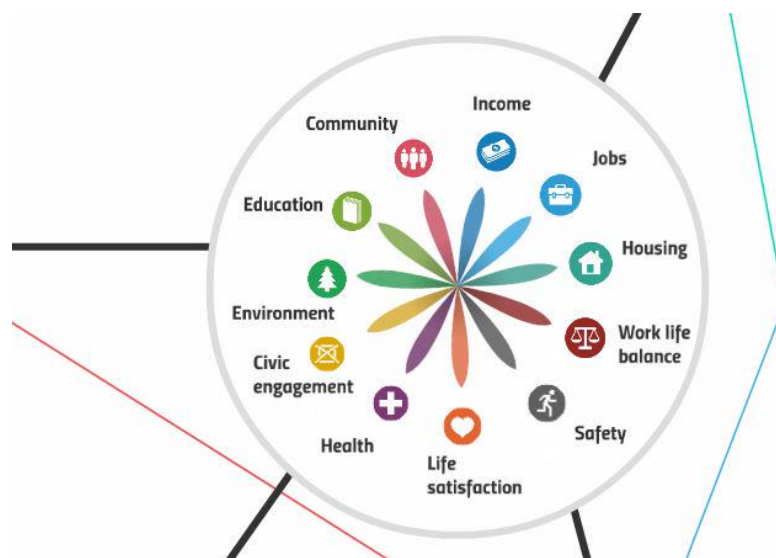 Income
Community
Jobs
Education
Housing
Environment
Work life
balance
Civic
engagement
Safety
Health
Life
satisfaction